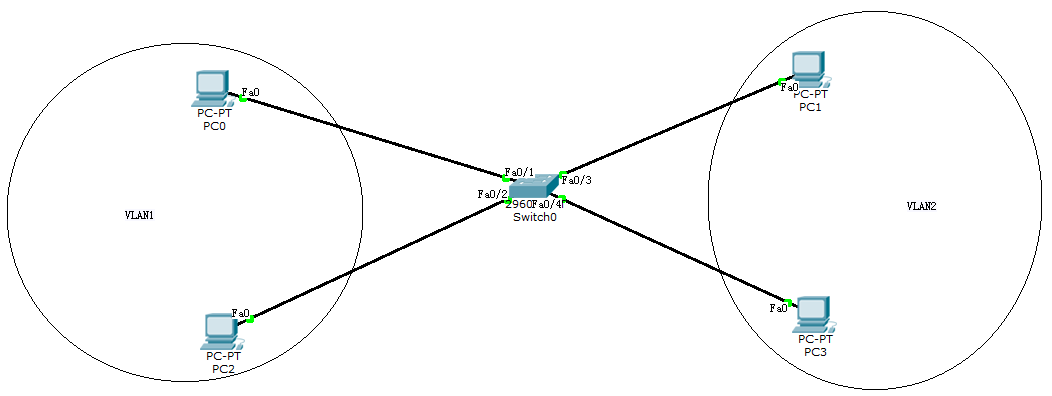 Fa0
PC-PT
PC0
Fa0
PC-PT
PC1
Fa0/1
Fa0/3
Fa0/2
2960
Fa0/4
Switch0
VLAN1
VLAN2
Fa0
PC-PT
PC2
Fa0
PC-PT
PC3